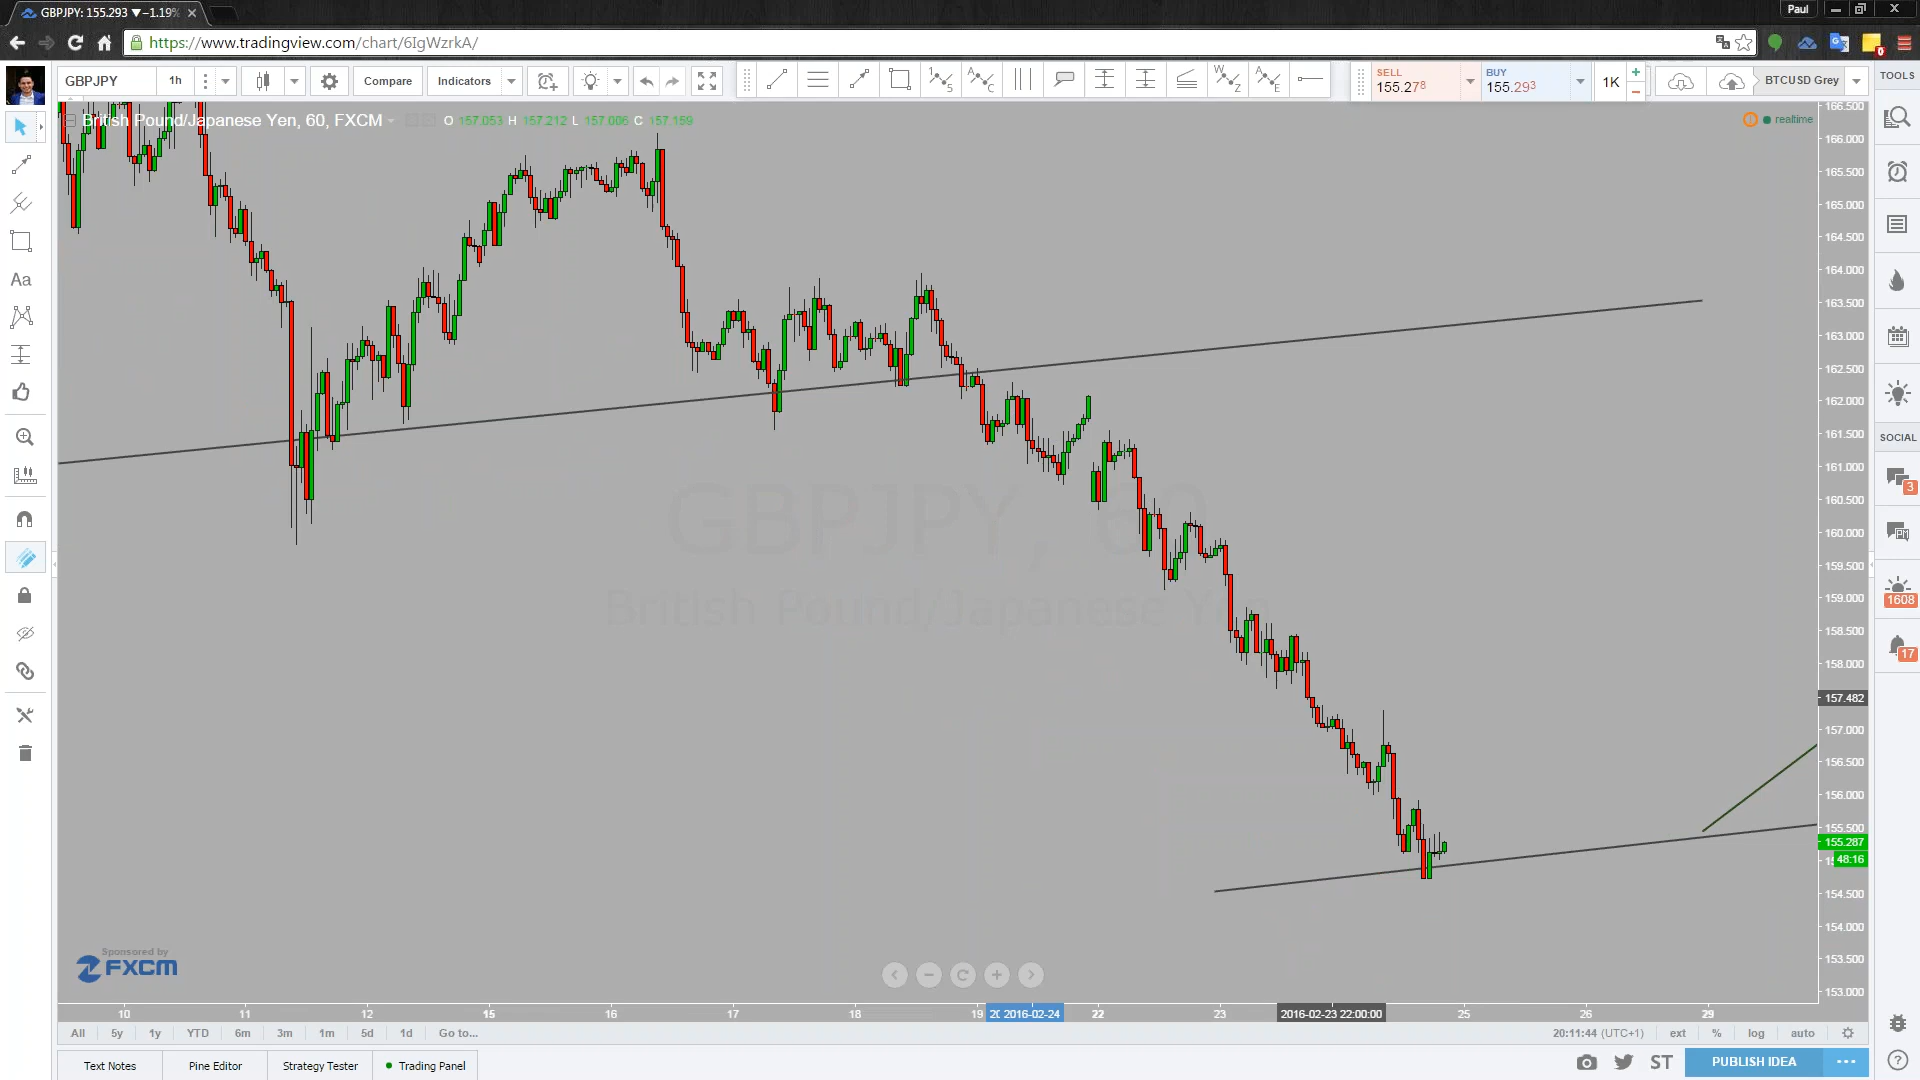 GBPJPY: 155.293 ▼−1.19%
Paul
https://www.tradingview.com/chart/6IgWzrkA/
0
GBPJPY 1h Compare Indicators SELL 155.278 BUY 155.293 1K BTCUSD Grey TOOLS
British Pound/Japanese Yen, 60, FXCM O 157.053 H 157.212 L 157.006 C 157.159
realtime
166.500
166.000
165.500
165.000
164.500
164.000
163.500
163.000
162.500
162.000
161.500
161.000
160.500
160.000
159.500
159.000
158.500
158.000
157.482
157.000
156.500
156.000
155.500
155.287
48:16
154.500
154.000
153.500
153.000
Aa
SOCIAL
3
1608
17
GBPJPY, 60
British Pound/Japanese Yen
Sponsored by
FXCM
10 11 12 15 16 17 18 19 2016-02-24 22 23 2016-02-23 22:00:00 25 26 29
All 5y 1y YTD 6m 3m 1m 5d 1d Go to... 20:11:44 (UTC+1) ext % log auto
Text Notes Pine Editor Strategy Tester Trading Panel ST PUBLISH IDEA